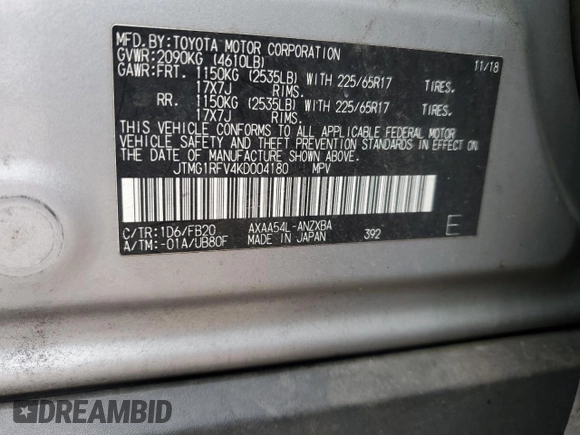 MFD. BY: TOYOTA MOTOR CORPORATION 11/18
GVWR: 2090KG (4610LB)
GAWR: FRT. 1150KG (2535LB) WITH 225/65R17 TIRES.
17X7J RIMS.
RR. 1150KG (2535LB) WITH 225/65R17 TIRES.
17X7J RIMS.
THIS VEHICLE CONFORMS TO ALL APPLICABLE FEDERAL MOTOR
VEHICLE SAFETY, BUMPER, AND THEFT PREVENTION STANDARDS IN EFFECT ON
THE DATE OF MANUFACTURE SHOWN ABOVE.
JTMG1RFV4KD004180 MPV
C/TR: 1D6/FB20 AXAA54L-ANZXBA
A/TM: -01A/UB80F MADE IN JAPAN 392 E
DREAMBID